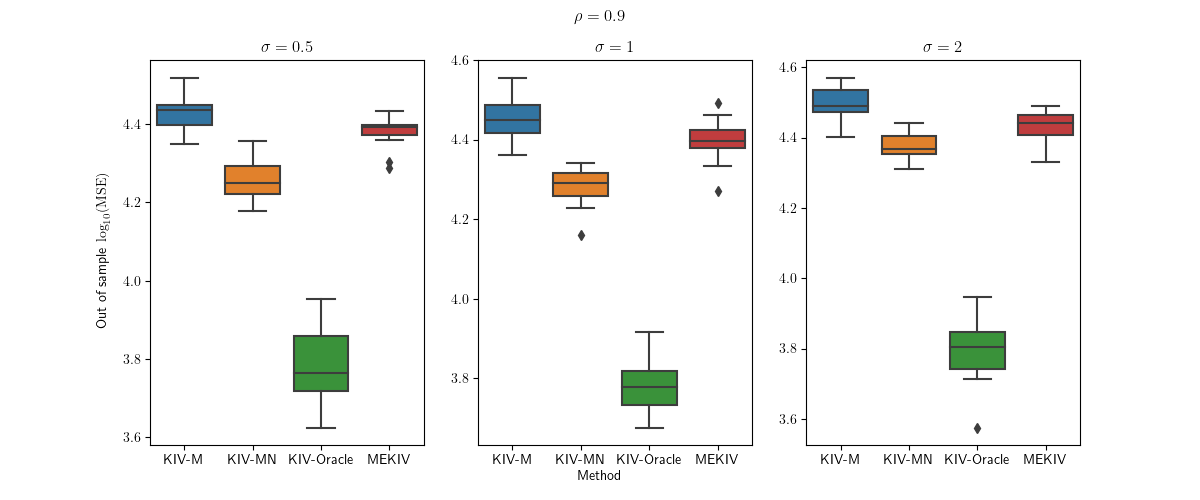 ρ = 0.9
σ = 0.5
σ = 1
σ = 2
Out of sample log₁₀(MSE)
4.4
4.2
4.0
3.8
3.6
KIV-M KIV-MN KIV-Oracle MEKIV
4.6
4.4
4.2
4.0
3.8
KIV-M KIV-MN KIV-Oracle MEKIV
4.6
4.4
4.2
4.0
3.8
3.6
KIV-M KIV-MN KIV-Oracle MEKIV
Method